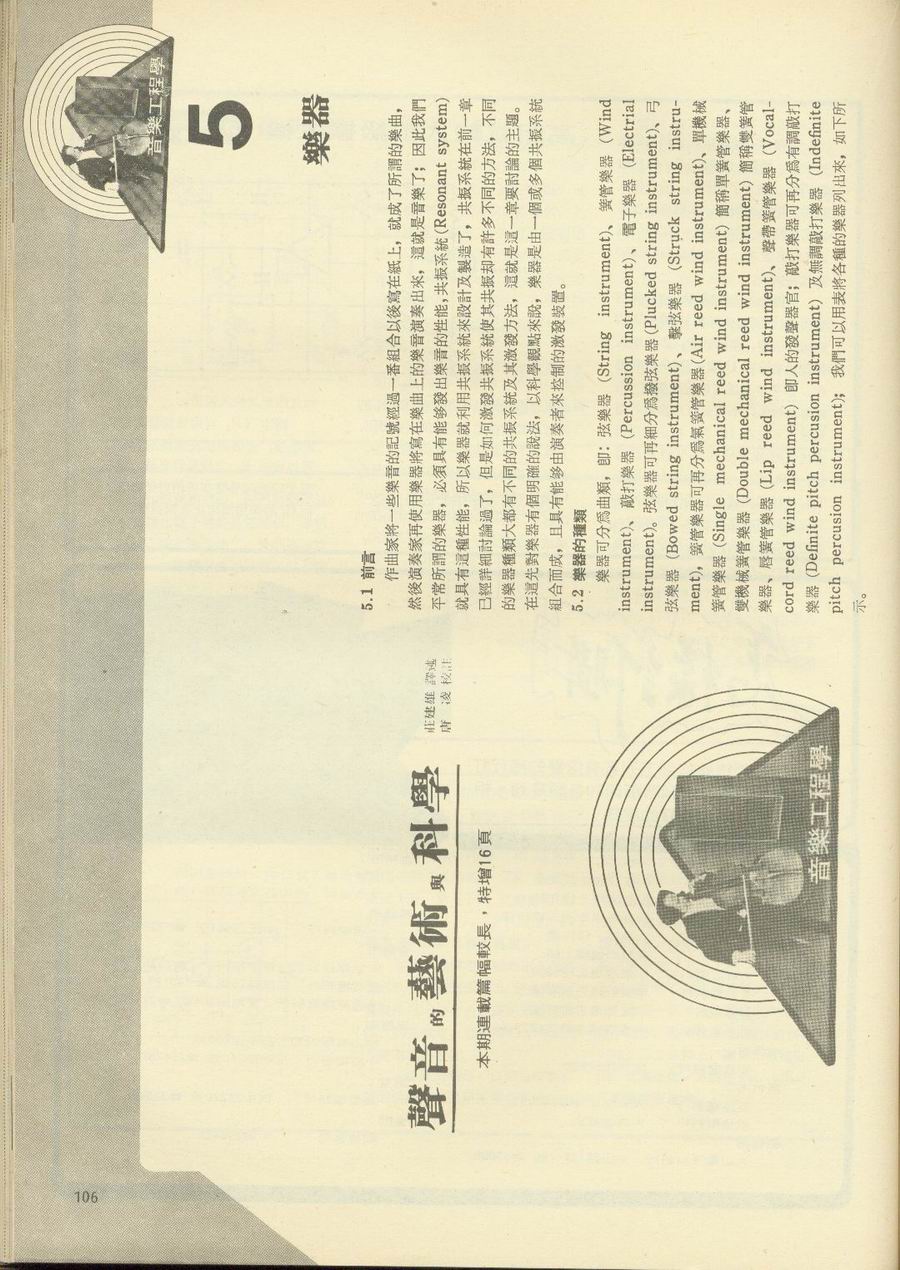 聲音的藝術與科學
莊建雄 譯述
唐 凌 校註
本期連載篇幅較長,特增16頁
音樂工程學
音樂工程學
5
樂器
5.1 前言
作曲家將一些樂音的記號經過一番組合以後寫在紙上,就成了所謂的樂曲,
然後演奏家再使用樂器將寫在樂曲上的樂音演奏出來,這就是音樂了;因此我們
平常所謂的樂器,必須具有能够發出樂音的性能,共振系統(Resonant system)
就具有這種性能,所以樂器就利用共振系統來設計及製造了,共振系統在前一章
已經詳細討論過了,但是如何激發共振系統使其共振却有許多不同的方法,不同
的樂器種類大都有不同的共振系統及其激發方法,這就是這一章要討論的主題。
在這先對樂器有個明確的說法,以科學觀點來說,樂器是由一個或多個共振系統
組合而成,且具有能够由演奏者來控制的激發裝置。
5.2 樂器的種類
樂器可分爲曲類,卽:弦樂器 (String instrument)、簧管樂器 (Wind
instrument)、敲打樂器 (Percussion instrument)、電子樂器 (Electrial
instrument)。弦樂器可再細分爲撥弦樂器(Plucked string instrument)、弓
弦樂器 (Bowed string instrument)、擊弦樂器 (Struck string instru-
ment),簧管樂器可再分爲氣簧管樂器(Air reed wind instrument)、單機械
簧管樂器 (Single mechanical reed wind instrument) 簡稱單簧管樂器、
雙機械簧管樂器 (Double mechanical reed wind instrument) 簡稱雙簧管
樂器、唇簧管樂器 (Lip reed wind instrument)、聲帶簧管樂器 (Vocal-
cord reed wind instrument) 卽人的發聲器官;敲打樂器可再分爲有調敲打
樂器 (Definite pitch percusion instrument) 及無調敲打樂器 (Indefinite
pitch percusion instrument);我們可以用表將各種的樂器列出來,如下所
示。
106